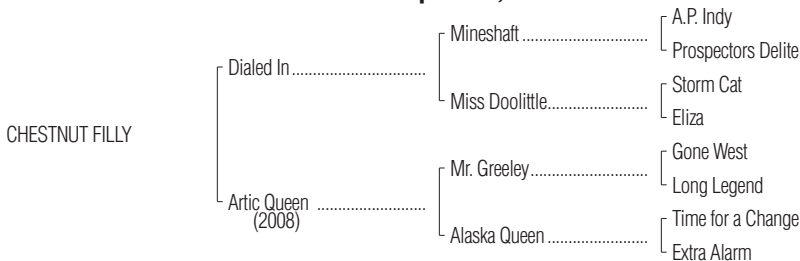 A.P. Indy
Mineshaft
Prospectors Delite
Dialed In
Storm Cat
Miss Doolittle
Eliza
CHESTNUT FILLY
Gone West
Mr. Greeley
Long Legend
Artic Queen
(2008)
Time for a Change
Alaska Queen
Extra Alarm